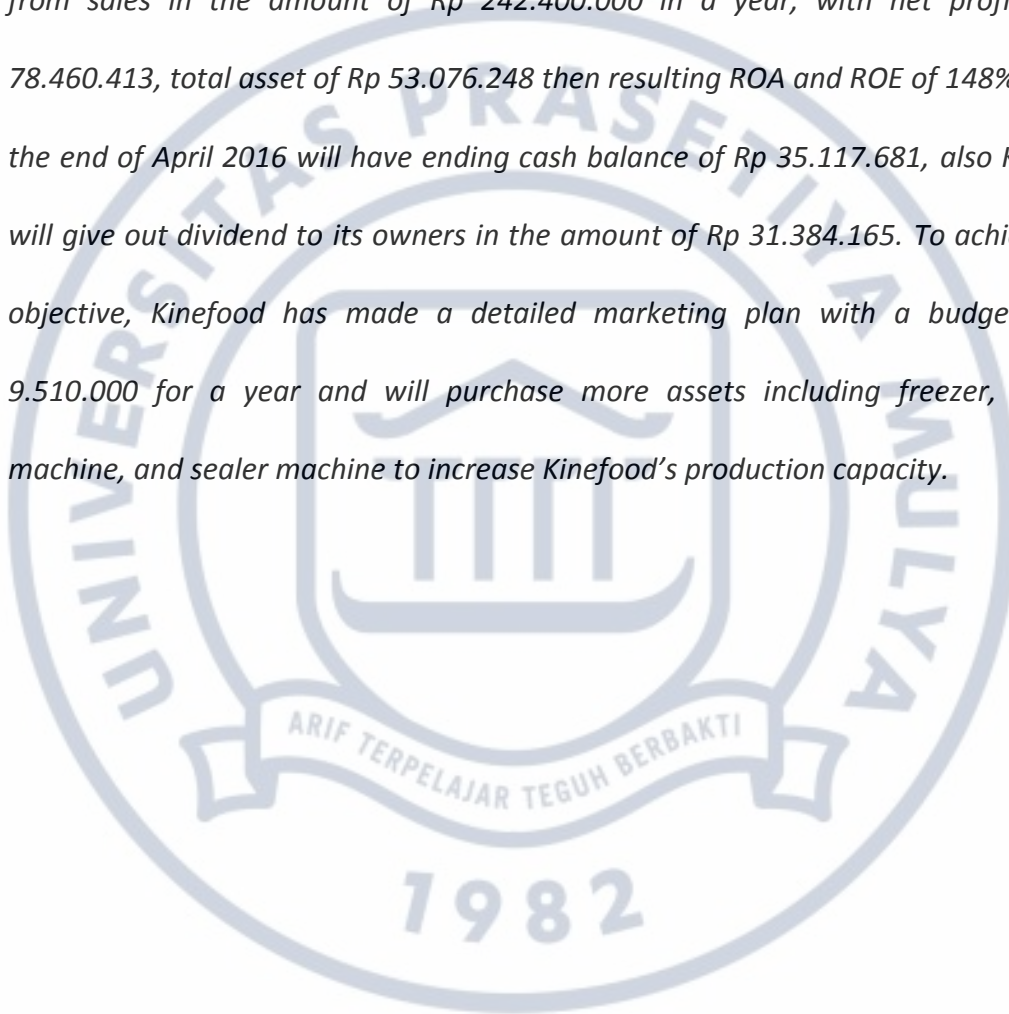 from sales in the amount of Rp 242.400.000 in a year, with net profi
78.460.413, total asset of Rp 53.076.248 then resulting ROA and ROE of 148%
the end of April 2016 will have ending cash balance of Rp 35.117.681, also
will give out dividend to its owners in the amount of Rp 31.384.165. To achi
objective, Kinefood has made a detailed marketing plan with a budge
9.510.000 for a year and will purchase more assets including freezer,
machine, and sealer machine to increase Kinefood’s production capacity.
UNIVERSITAS PRASETIYA MULYA
ARIF TERPELAJAR TEGUH BERBAKTI
1982